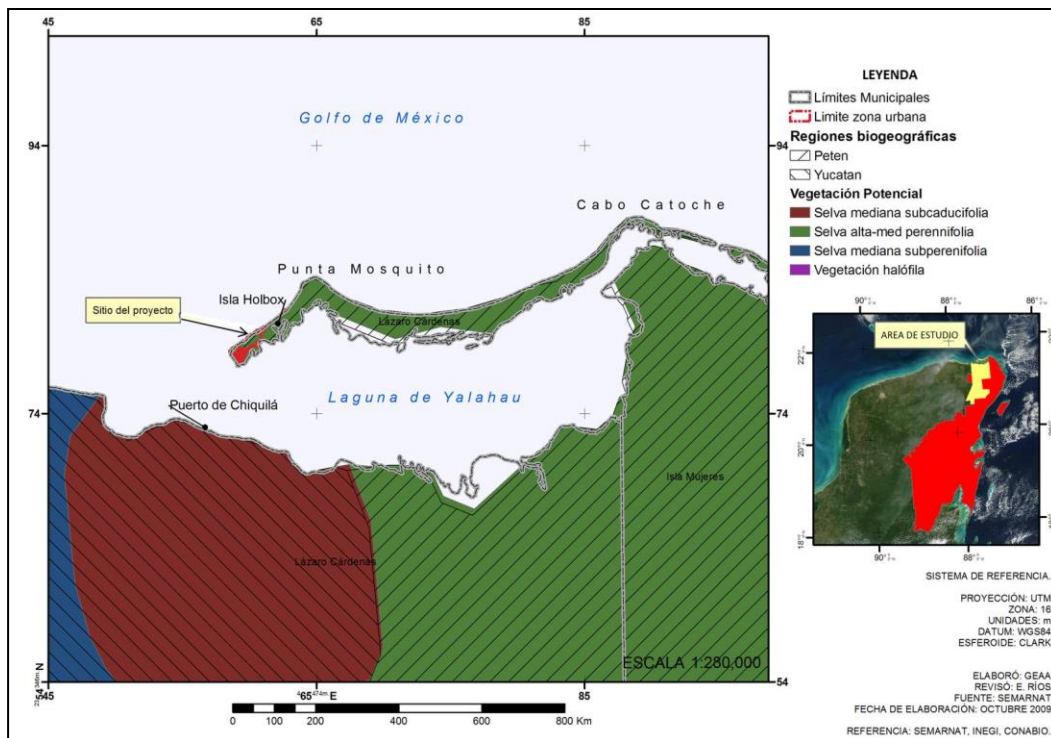 45
65
85
94
94
74
74
54
54
45
65
85
Golfo de México
Cabo Catoche
Punta Mosquito
Isla Holbox
Sitio del proyecto
Lázaro Cárdenas
Laguna de Yalahau
Puerto de Chiquilá
Isla Mujeres
Lázaro Cárdenas
ESCALA 1:280,000
0 50 100 200 400 600 800 Km
LEYENDA
Límites Municipales
Limite zona urbana
Regiones biogeográficas
Peten
Yucatan
Vegetación Potencial
Selva mediana subcaducifolia
Selva alta-med perennifolia
Selva mediana subperenifolia
Vegetación halófila
AREA DE ESTUDIO
SISTEMA DE REFERENCIA.
PROYECCIÓN: UTM
ZONA: 16
UNIDADES: m
DATUM: WGS84
ESFEROIDE: CLARK
ELABORÓ: GEAA
REVISÓ: E. RÍOS
FUENTE: SEMARNAT
FECHA DE ELABORACIÓN: OCTUBRE 2009
REFERENCIA: SEMARNAT, INEGI, CONABIO.